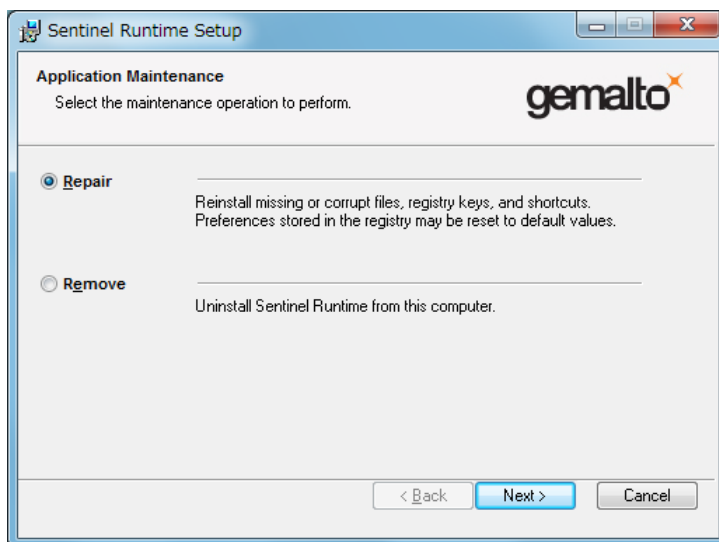 Sentinel Runtime Setup
Application Maintenance
Select the maintenance operation to perform.
gemalto
Repair
Reinstall missing or corrupt files, registry keys, and shortcuts.
Preferences stored in the registry may be reset to default values.
Remove
Uninstall Sentinel Runtime from this computer.
< Back
Next >
Cancel